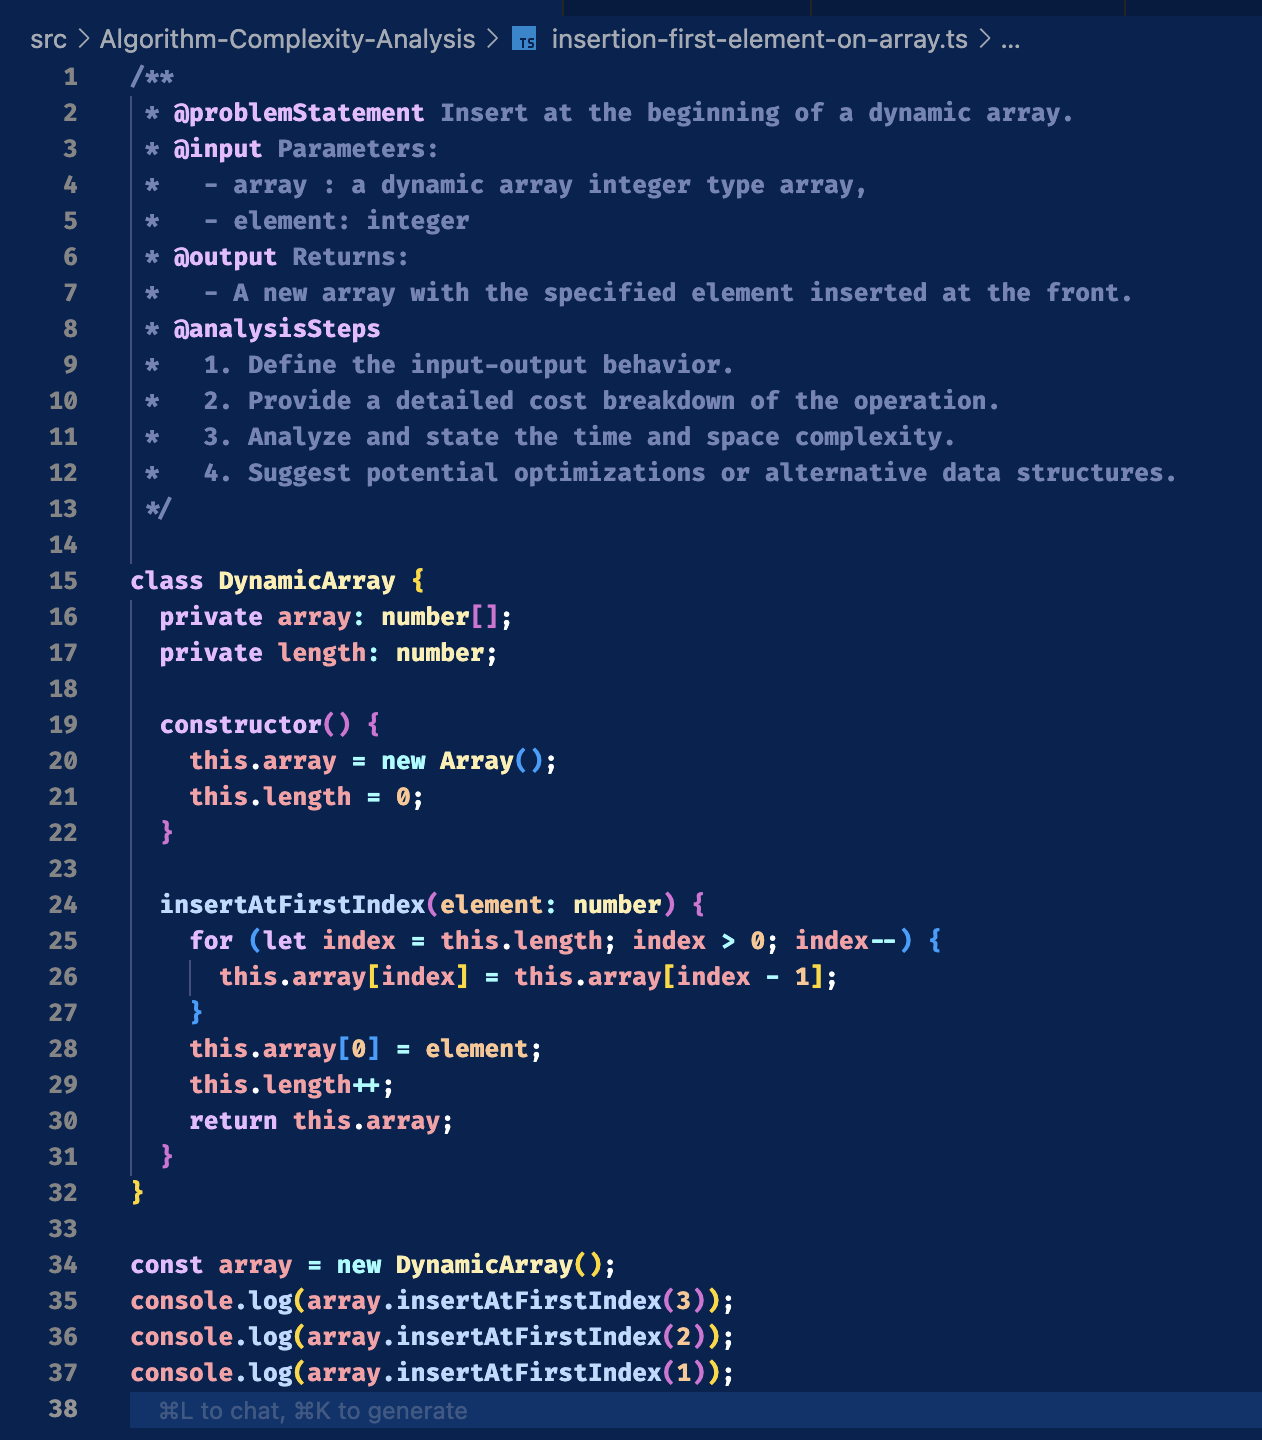 src > Algorithm-Complexity-Analysis > TS insertion-first-element-on-array.ts > ...
1 /**
2  * @problemStatement Insert at the beginning of a dynamic array.
3  * @input Parameters:
4  *   - array : a dynamic array integer type array,
5  *   - element: integer
6  * @output Returns:
7  *   - A new array with the specified element inserted at the front.
8  * @analysisSteps
9  *   1. Define the input-output behavior.
10  *   2. Provide a detailed cost breakdown of the operation.
11  *   3. Analyze and state the time and space complexity.
12  *   4. Suggest potential optimizations or alternative data structures.
13  */
14
15 class DynamicArray {
16   private array: number[];
17   private length: number;
18
19   constructor() {
20     this.array = new Array();
21     this.length = 0;
22   }
23
24   insertAtFirstIndex(element: number) {
25     for (let index = this.length; index > 0; index--) {
26       this.array[index] = this.array[index - 1];
27     }
28     this.array[0] = element;
29     this.length++;
30     return this.array;
31   }
32 }
33
34 const array = new DynamicArray();
35 console.log(array.insertAtFirstIndex(3));
36 console.log(array.insertAtFirstIndex(2));
37 console.log(array.insertAtFirstIndex(1));
38   ⌘L to chat, ⌘K to generate